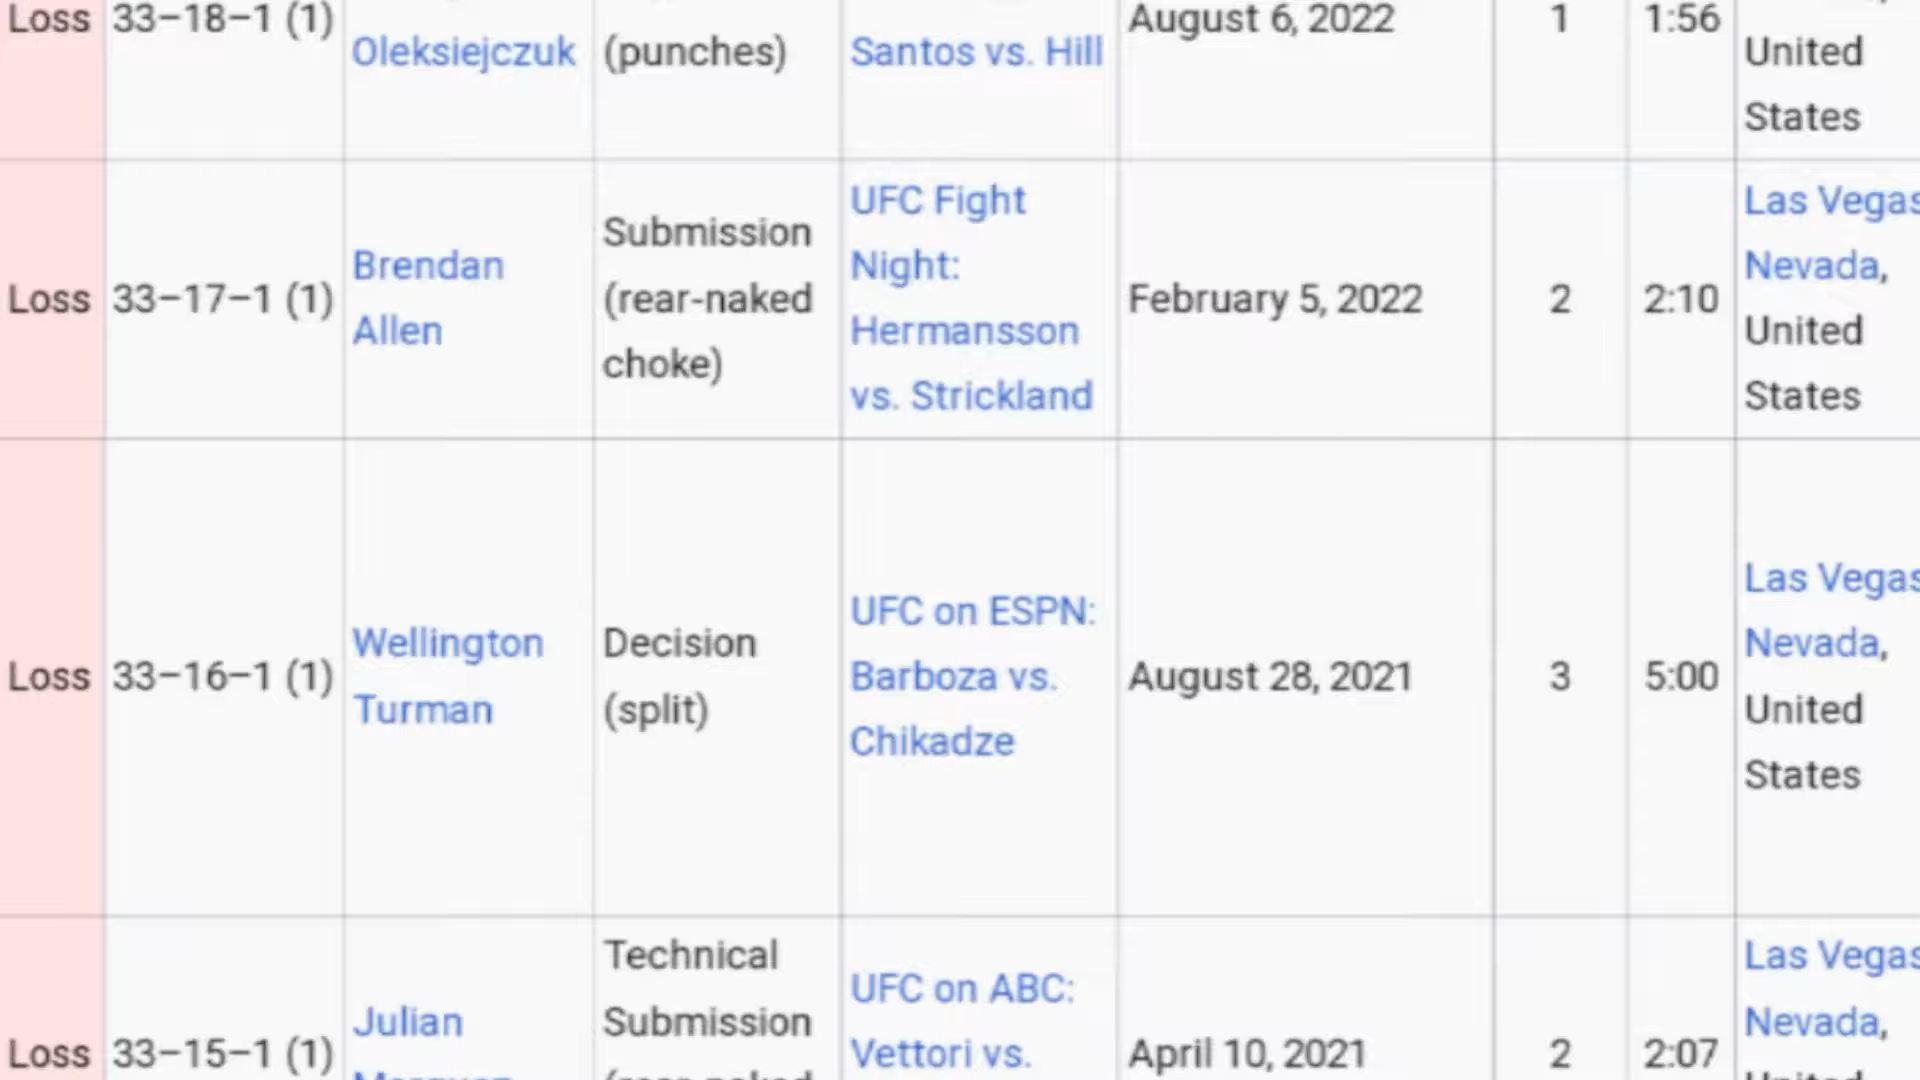 Loss 33–18–1 (1) Oleksiejczuk (punches) Santos vs. Hill August 6, 2022 1 1:56 United States
Loss 33–17–1 (1) Brendan Allen Submission (rear-naked choke) UFC Fight Night: Hermansson vs. Strickland February 5, 2022 2 2:10 Las Vegas Nevada, United States
Loss 33–16–1 (1) Wellington Turman Decision (split) UFC on ESPN: Barboza vs. Chikadze August 28, 2021 3 5:00 Las Vegas Nevada, United States
Loss 33–15–1 (1) Julian Technical Submission UFC on ABC: Vettori vs. April 10, 2021 2 2:07 Las Vegas Nevada,